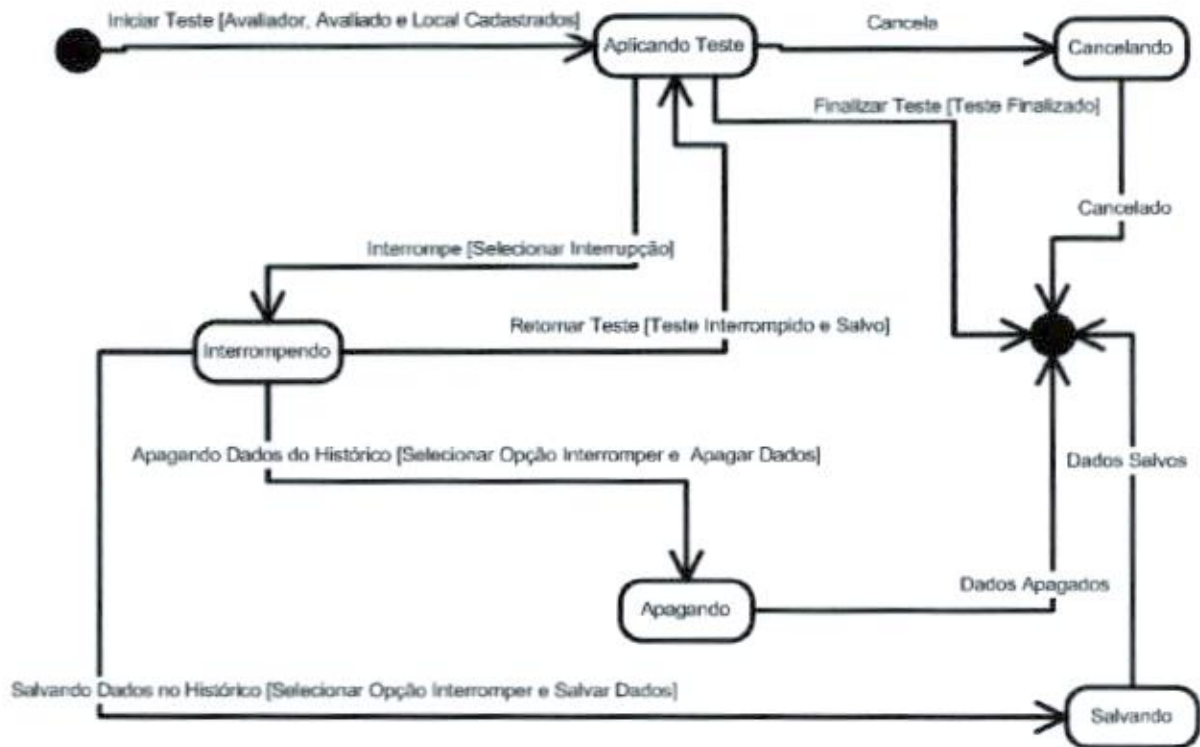 Iniciar Teste [Avaliador, Avaliado e Local Cadastrados]
Aplicando Teste
Cancela
Cancelando
Finalizar Teste [Teste Finalizado]
Cancelado
Interrompe [Selecionar Interrupção]
Retornar Teste [Teste Interrompido e Salvo]
Interrompendo
Apagando Dados do Histórico [Selecionar Opção Interromper e Apagar Dados]
Dados Salvos
Dados Apagados
Apagando
Salvando Dados no Histórico [Selecionar Opção Interromper e Salvar Dados]
Salvando